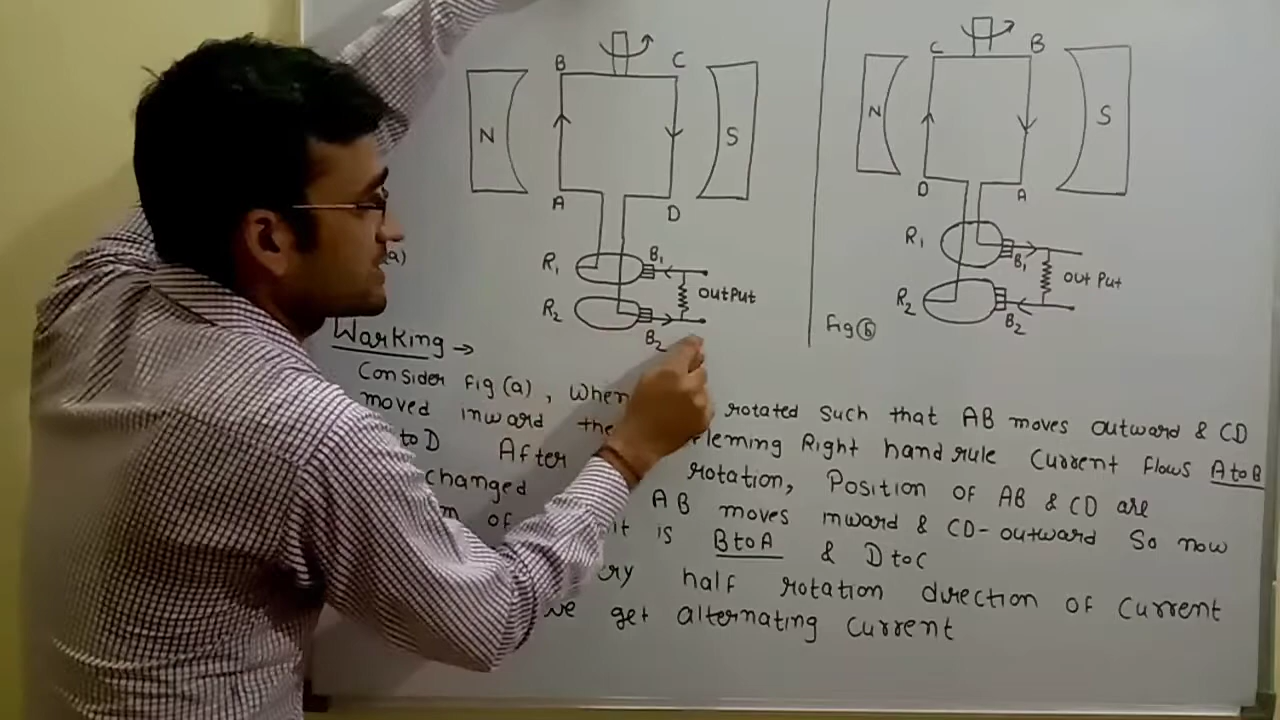 B C
N S
A D
R1 B1
output
R2 B2
(a)
C B
N S
D A
R1 B1
output
R2 B2
Fig (b)
Working →
Consider Fig (a), When rotated such that AB moves outward & CD
moved inward the Fleming Right hand rule current flows A to B
to D After rotation, Position of AB & CD are
changed AB moves inward & CD-outward So now
of it is B to A & D to C
half rotation direction of current
we get alternating current